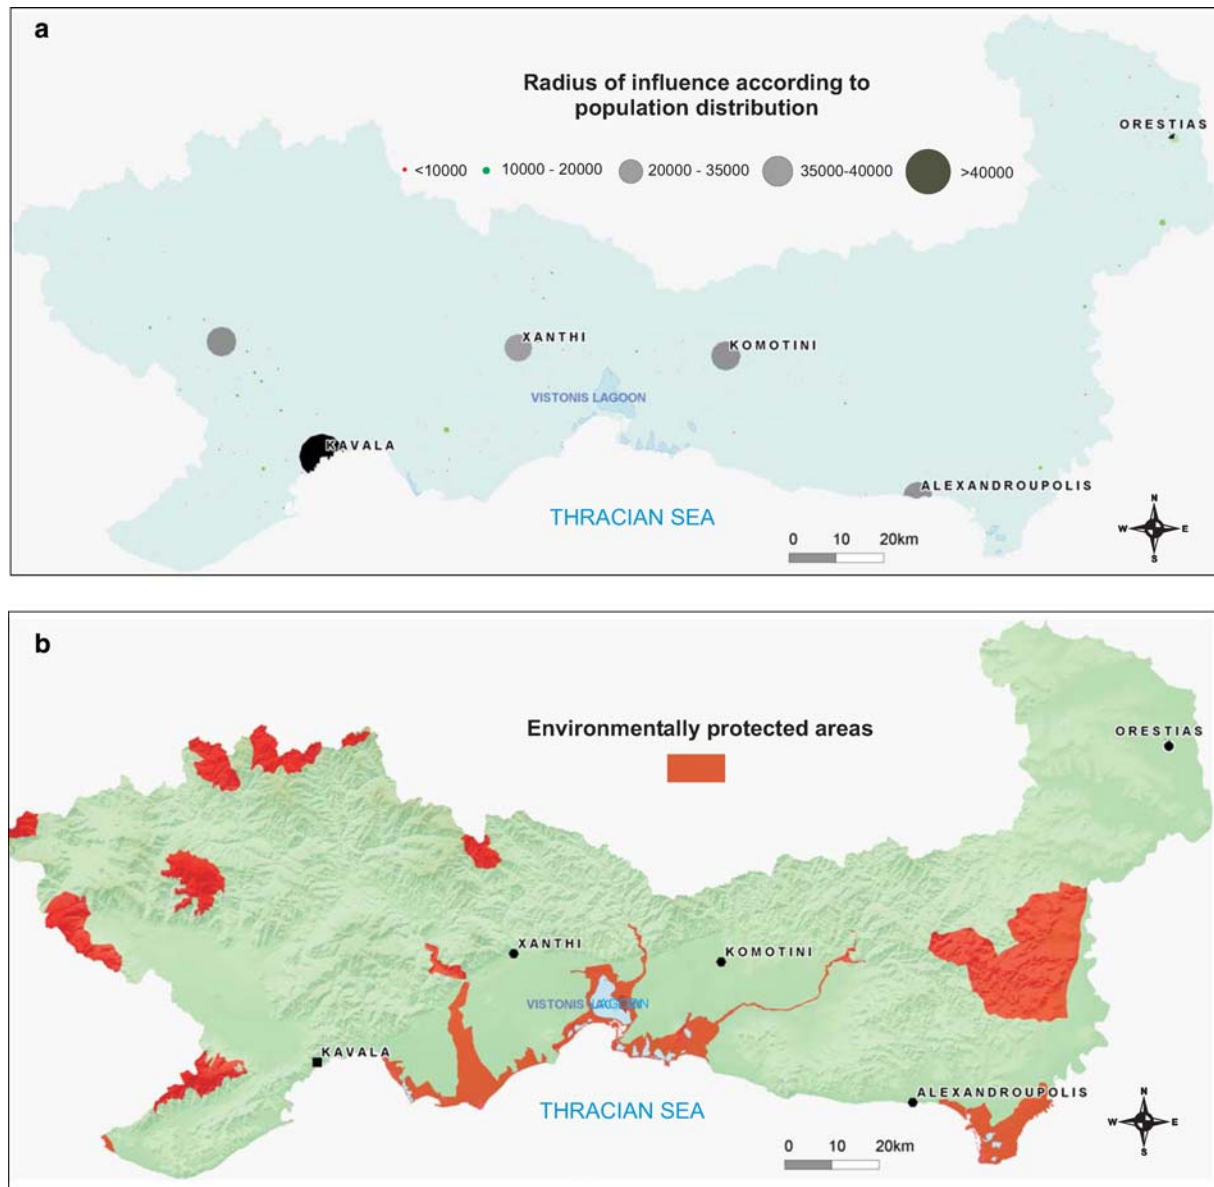 a
Radius of influence according to
population distribution
<10000
10000 - 20000
20000 - 35000
35000-40000
>40000
ORESTIAS
XANTHI
KOMOTINI
VISTONIS LAGOON
KAVALA
ALEXANDROUPOLIS
THRACIAN SEA
0 10 20km
N
W E
S
b
Environmentally protected areas
ORESTIAS
XANTHI
KOMOTINI
VISTONIS LAGOON
KAVALA
ALEXANDROUPOLIS
THRACIAN SEA
0 10 20km
N
W E
S